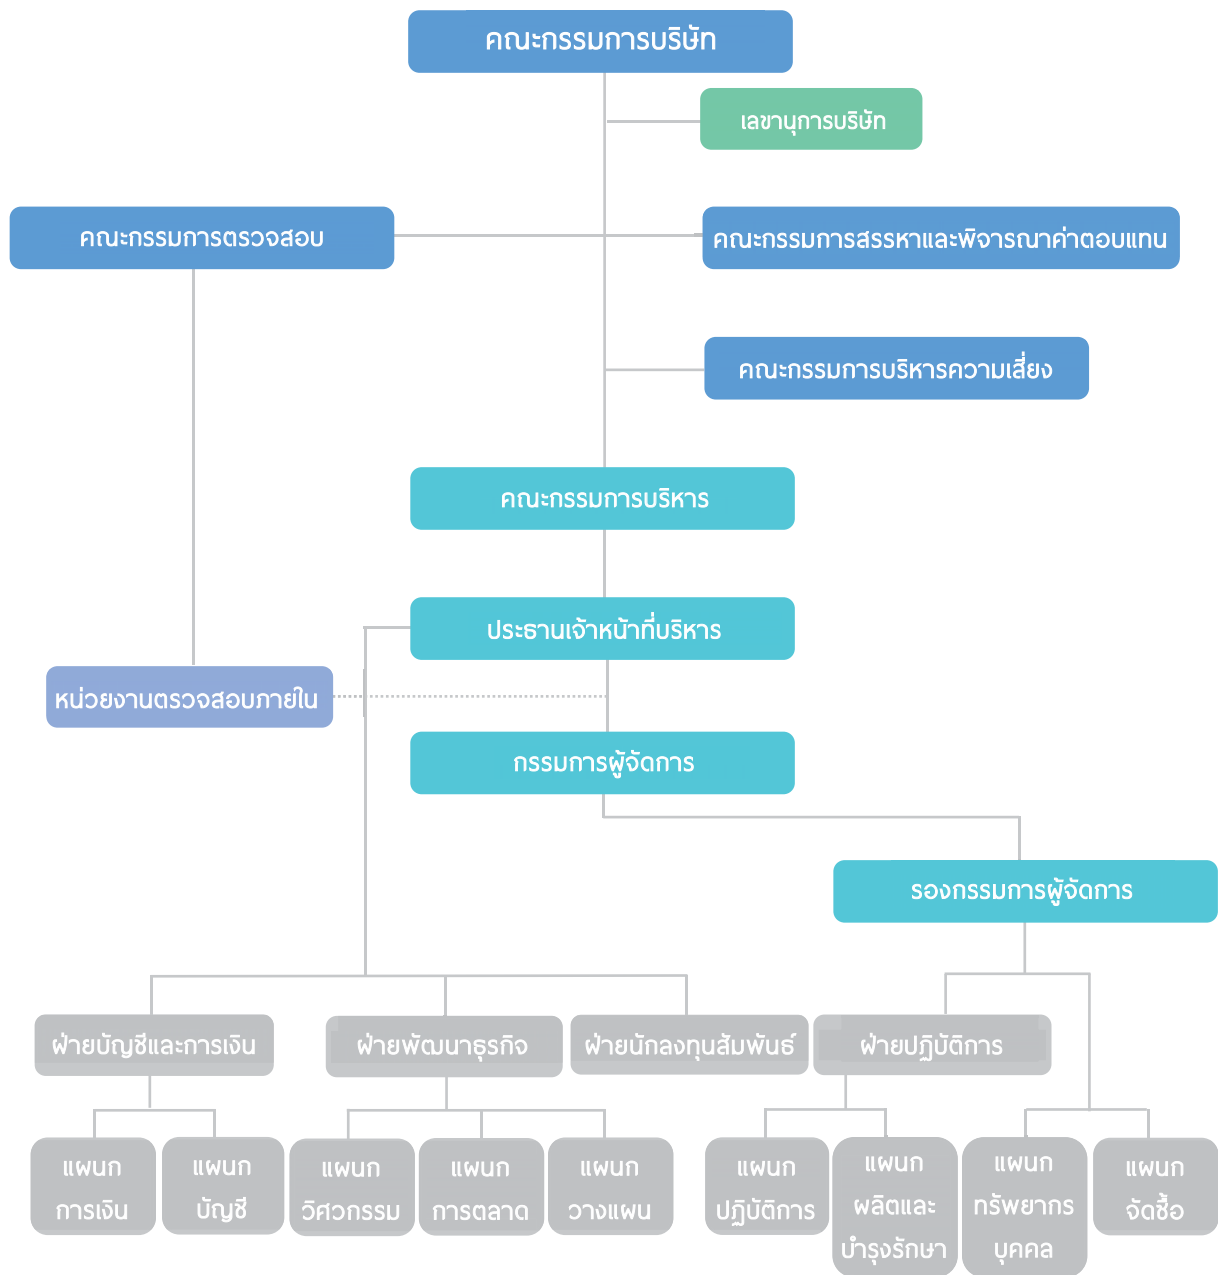 คณะกรรมการบริษัท
เลขานุการบริษัท
คณะกรรมการตรวจสอบ
คณะกรรมการสรรหาและพิจารณาค่าตอบแทน
คณะกรรมการบริหารความเสี่ยง
คณะกรรมการบริหาร
ประธานเจ้าหน้าที่บริหาร
หน่วยงานตรวจสอบภายใน
กรรมการผู้จัดการ
รองกรรมการผู้จัดการ
ฝ่ายบัญชีและการเงิน
ฝ่ายพัฒนาธุรกิจ
ฝ่ายนักลงทุนสัมพันธ์
ฝ่ายปฏิบัติการ
แผนก
การเงิน
แผนก
บัญชี
แผนก
วิศวกรรม
แผนก
การตลาด
แผนก
วางแผน
แผนก
ปฏิบัติการ
แผนก
ผลิตและ
บำรุงรักษา
แผนก
ทรัพยากร
บุคคล
แผนก
จัดซื้อ